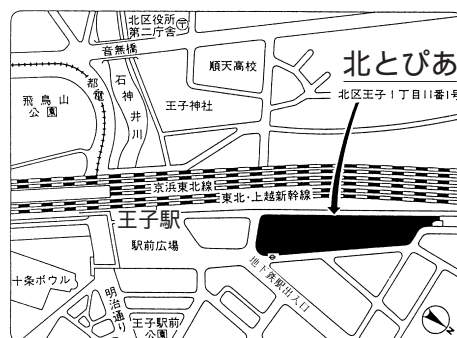 北区役所
第二庁舎
音無橋
順天高校
北とぴあ
北区王子1丁目11番1号
都電
石神井川
飛鳥山
公園
王子神社
京浜東北線
東北・上越新幹線
王子駅
駅前広場
地下鉄駅出入口
十条ボウル
明治通り
王子駅前
公園
N